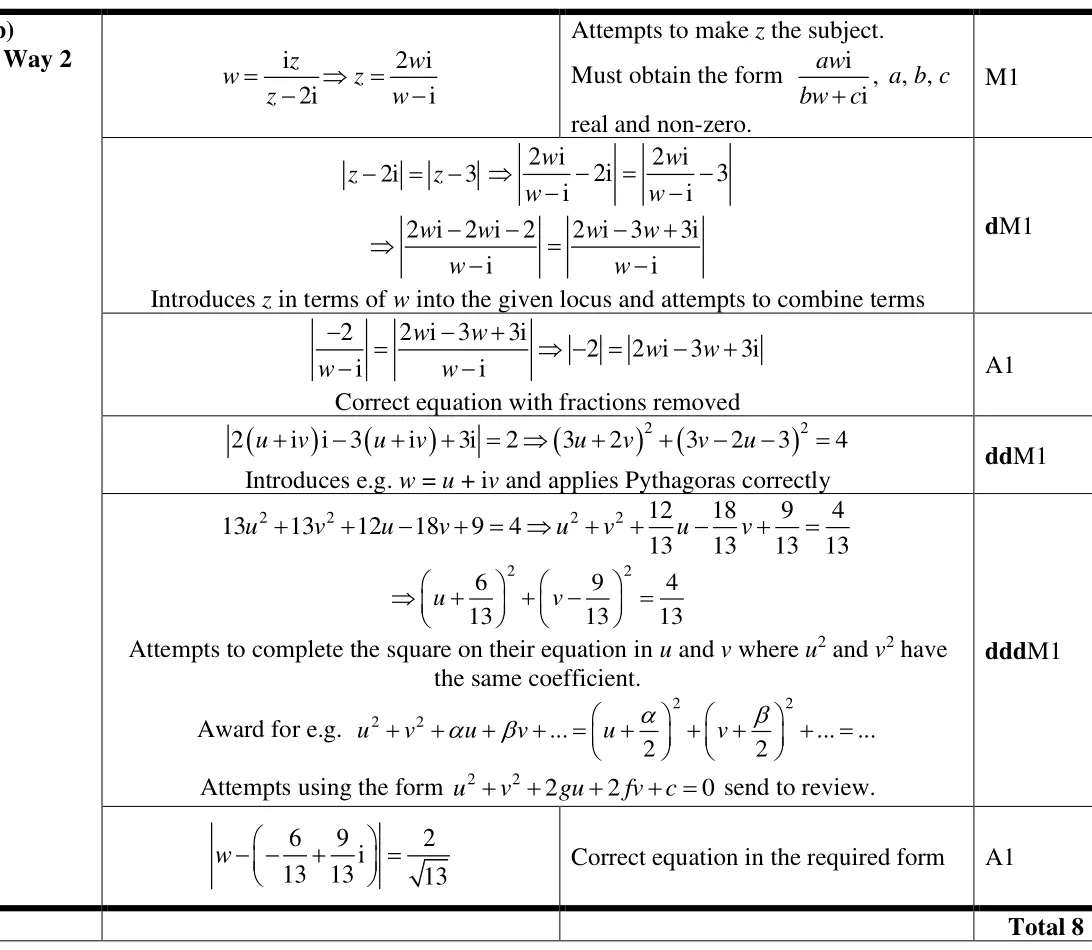 b)
Way 2
w = iz/(z − 2i) ⇒ z = 2wi/(w − i)
Attempts to make z the subject.
Must obtain the form awi/(bw + ci), a, b, c
real and non-zero.
M1
|z − 2i| = |z − 3| ⇒ |2wi/(w − i) − 2i| = |2wi/(w − i) − 3|
⇒ |(2wi − 2wi − 2)/(w − i)| = |(2wi − 3w + 3i)/(w − i)|
Introduces z in terms of w into the given locus and attempts to combine terms
dM1
|−2/(w − i)| = |(2wi − 3w + 3i)/(w − i)| ⇒ |−2| = |2wi − 3w + 3i|
Correct equation with fractions removed
A1
|2(u + iv)i − 3(u + iv) + 3i| = 2 ⇒ (3u + 2v)² + (3v − 2u − 3)² = 4
Introduces e.g. w = u + iv and applies Pythagoras correctly
ddM1
13u² + 13v² + 12u − 18v + 9 = 4 ⇒ u² + v² + 12/13 u − 18/13 v + 9/13 = 4/13
⇒ (u + 6/13)² + (v − 9/13)² = 4/13
Attempts to complete the square on their equation in u and v where u² and v² have
the same coefficient.
Award for e.g. u² + v² + αu + βv + ... = (u + α/2)² + (v + β/2)² + ... = ...
Attempts using the form u² + v² + 2gu + 2fv + c = 0 send to review.
dddM1
|w − (−6/13 + 9/13 i)| = 2/√13
Correct equation in the required form
A1
Total 8